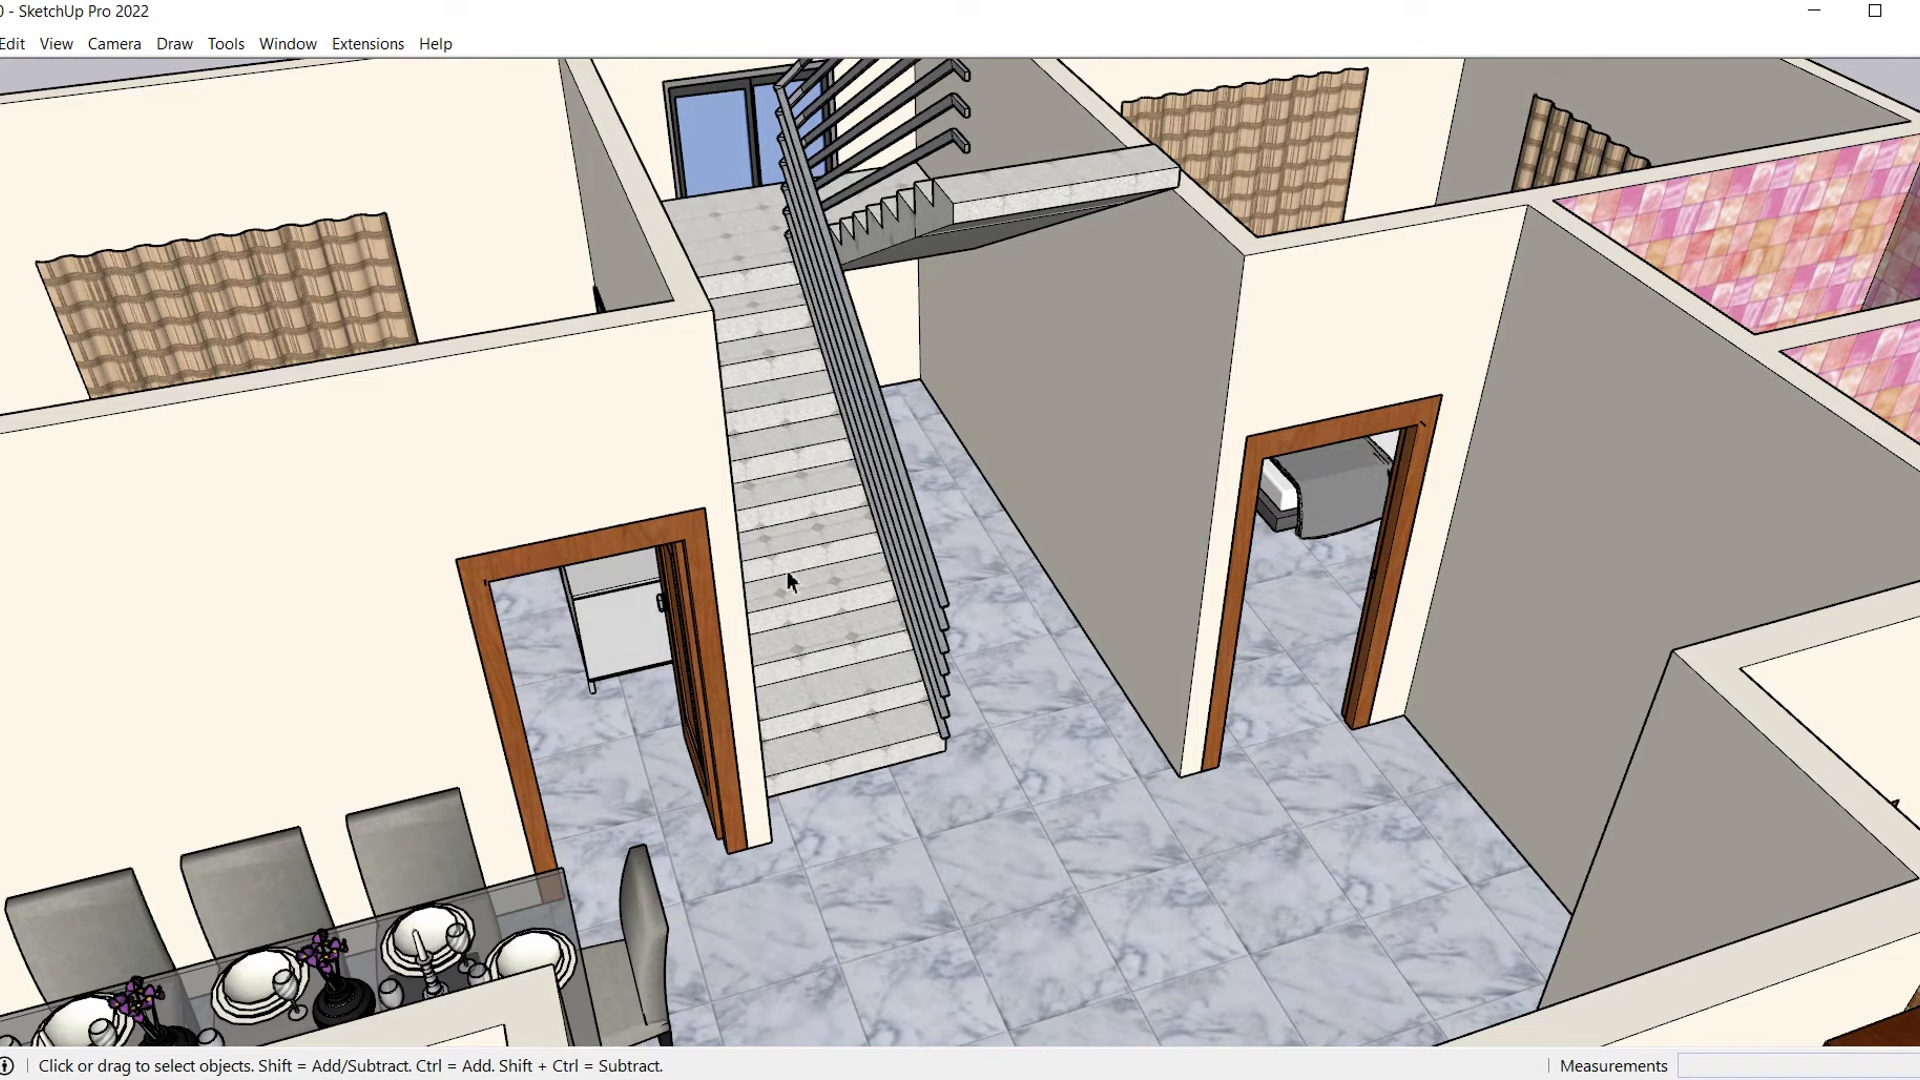 0 - SketchUp Pro 2022
Edit View Camera Draw Tools Window Extensions Help
Click or drag to select objects. Shift = Add/Subtract. Ctrl = Add. Shift + Ctrl = Subtract.
Measurements